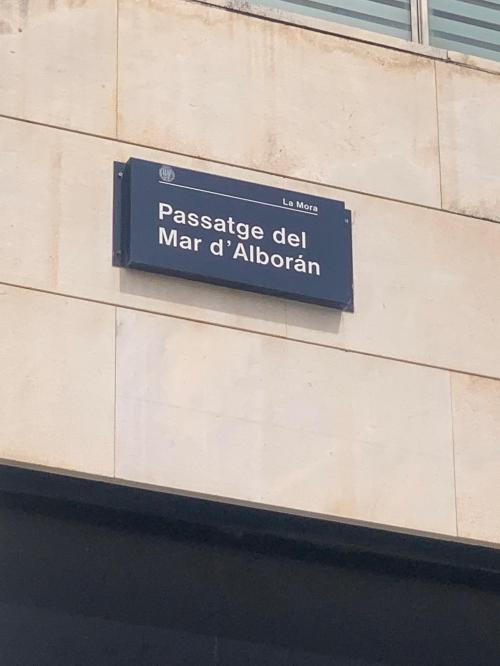 La Mora
Passatge del
Mar d'Alborán